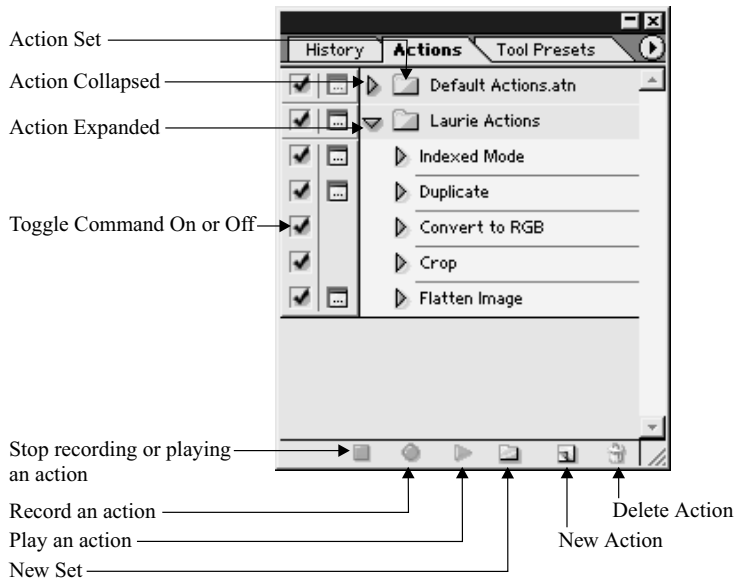 Action Set
History
Actions
Tool Presets
Action Collapsed
Default Actions.atn
Action Expanded
Laurie Actions
Indexed Mode
Duplicate
Toggle Command On or Off
Convert to RGB
Crop
Flatten Image
Stop recording or playing
an action
Record an action
Delete Action
Play an action
New Action
New Set